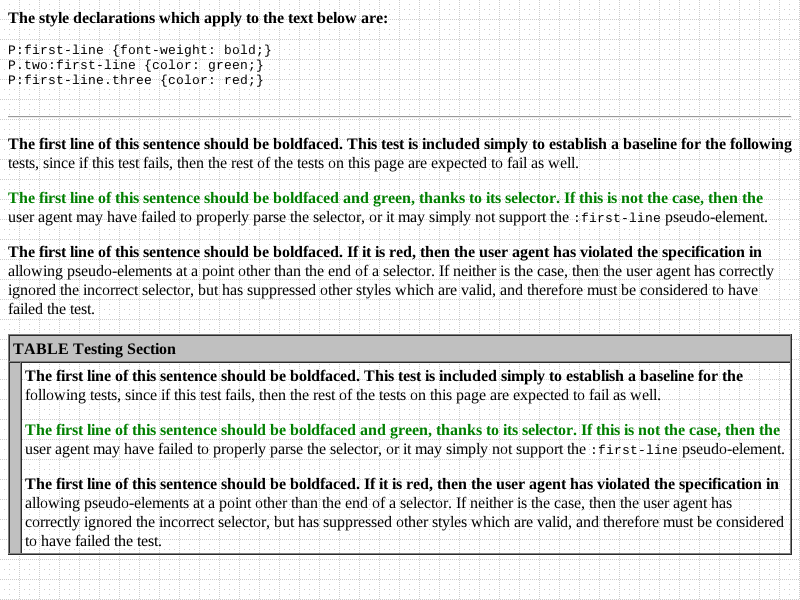 The style declarations which apply to the text below are:
P:first-line {font-weight: bold;}
P.two:first-line {color: green;}
P:first-line.three {color: red;}
The first line of this sentence should be boldfaced. This test is included simply to establish a baseline for the following
tests, since if this test fails, then the rest of the tests on this page are expected to fail as well.
The first line of this sentence should be boldfaced and green, thanks to its selector. If this is not the case, then the
user agent may have failed to properly parse the selector, or it may simply not support the :first-line pseudo-element.
The first line of this sentence should be boldfaced. If it is red, then the user agent has violated the specification in
allowing pseudo-elements at a point other than the end of a selector. If neither is the case, then the user agent has correctly
ignored the incorrect selector, but has suppressed other styles which are valid, and therefore must be considered to have
failed the test.
TABLE Testing Section
The first line of this sentence should be boldfaced. This test is included simply to establish a baseline for the
following tests, since if this test fails, then the rest of the tests on this page are expected to fail as well.
The first line of this sentence should be boldfaced and green, thanks to its selector. If this is not the case, then the
user agent may have failed to properly parse the selector, or it may simply not support the :first-line pseudo-element.
The first line of this sentence should be boldfaced. If it is red, then the user agent has violated the specification in
allowing pseudo-elements at a point other than the end of a selector. If neither is the case, then the user agent has
correctly ignored the incorrect selector, but has suppressed other styles which are valid, and therefore must be considered
to have failed the test.